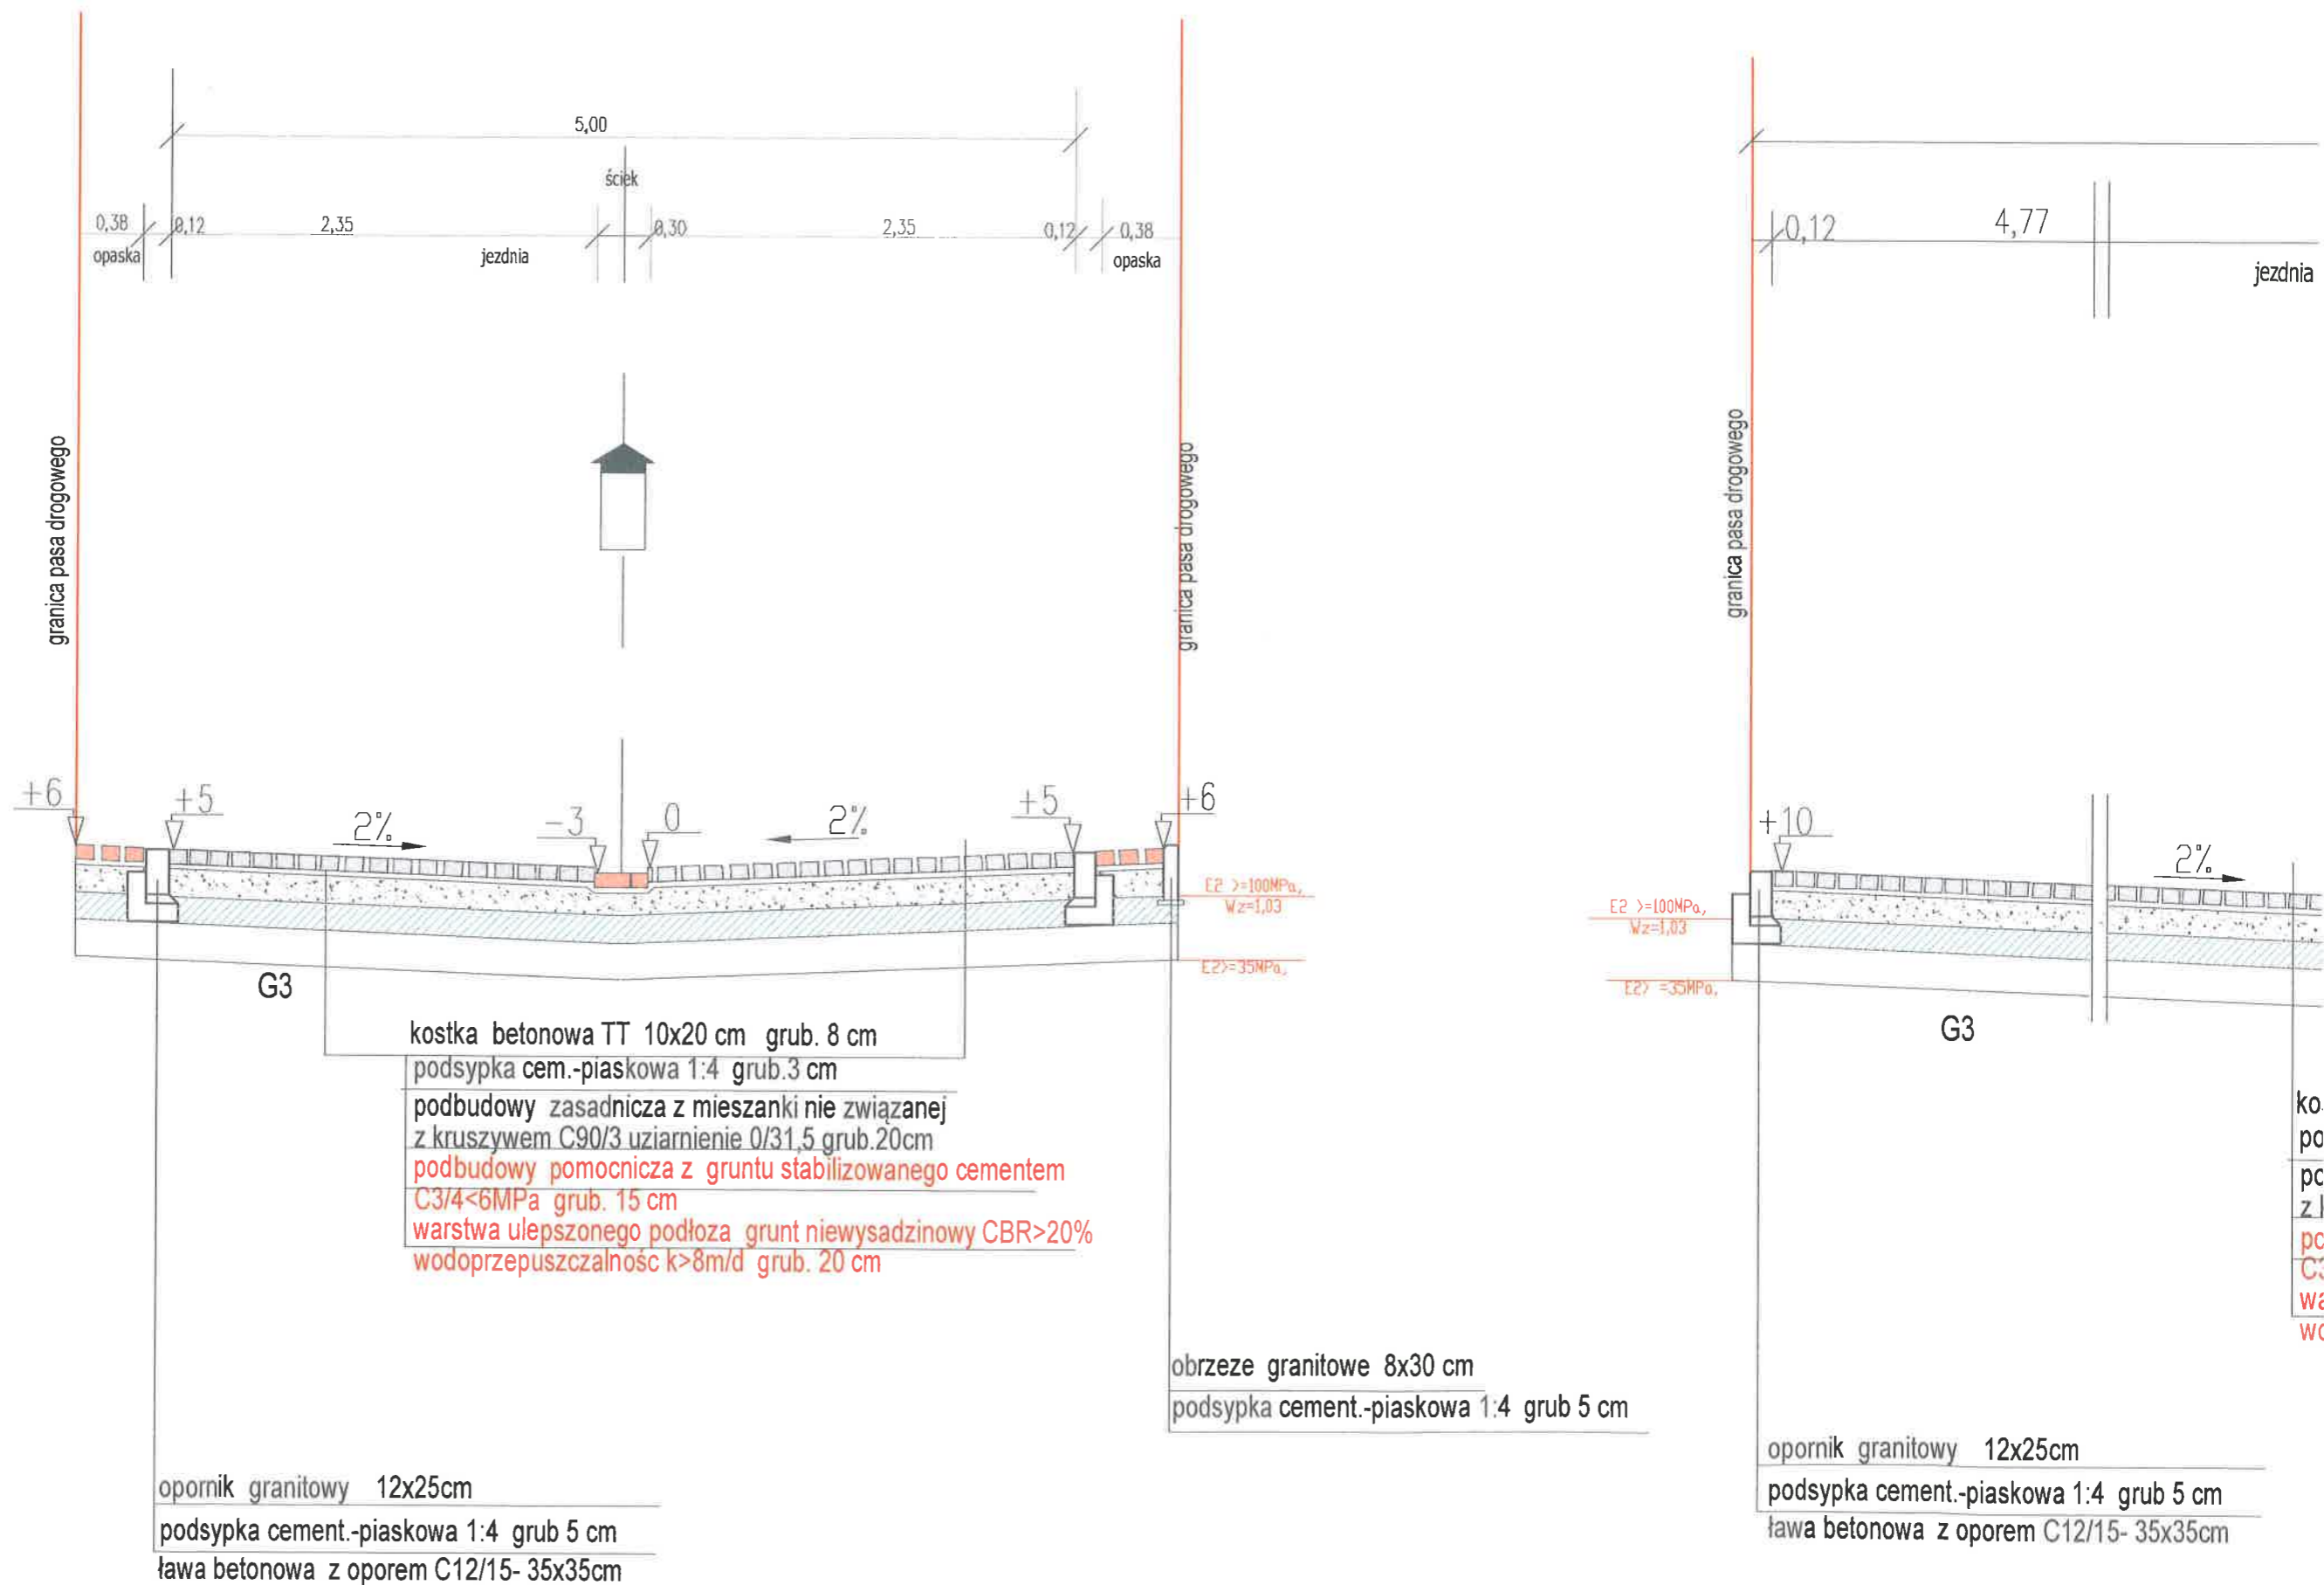 5,00
ściek
0,38
0,12
2,35
0,30
2,35
0,12
0,38
opaska
jezdnia
opaska
granica pasa drogowego
granica pasa drogowego
+6
+5
2%
-3
0
2%
+5
+6
E2 >=100MPa,
Wz=1,03
E2>=35MPa,
G3
kostka betonowa TT 10x20 cm grub. 8 cm
podsypka cem.-piaskowa 1:4 grub.3 cm
podbudowy zasadnicza z mieszanki nie związanej
z kruszywem C90/3 uziarnienie 0/31,5 grub.20cm
podbudowy pomocnicza z gruntu stabilizowanego cementem
C3/4<6MPa grub. 15 cm
warstwa ulepszonego podłoza grunt niewysadzinowy CBR>20%
wodoprzepuszczalnośc k>8m/d grub. 20 cm
obrzeze granitowe 8x30 cm
podsypka cement.-piaskowa 1:4 grub 5 cm
opornik granitowy 12x25cm
podsypka cement.-piaskowa 1:4 grub 5 cm
ława betonowa z oporem C12/15- 35x35cm
0,12
4,77
jezdnia
granica pasa drogowego
+10
2%
E2 >=100MPa,
Wz=1,03
E2> =35MPa,
G3
ko
po
z
C3
wa
wo
opornik granitowy 12x25cm
podsypka cement.-piaskowa 1:4 grub 5 cm
ława betonowa z oporem C12/15- 35x35cm